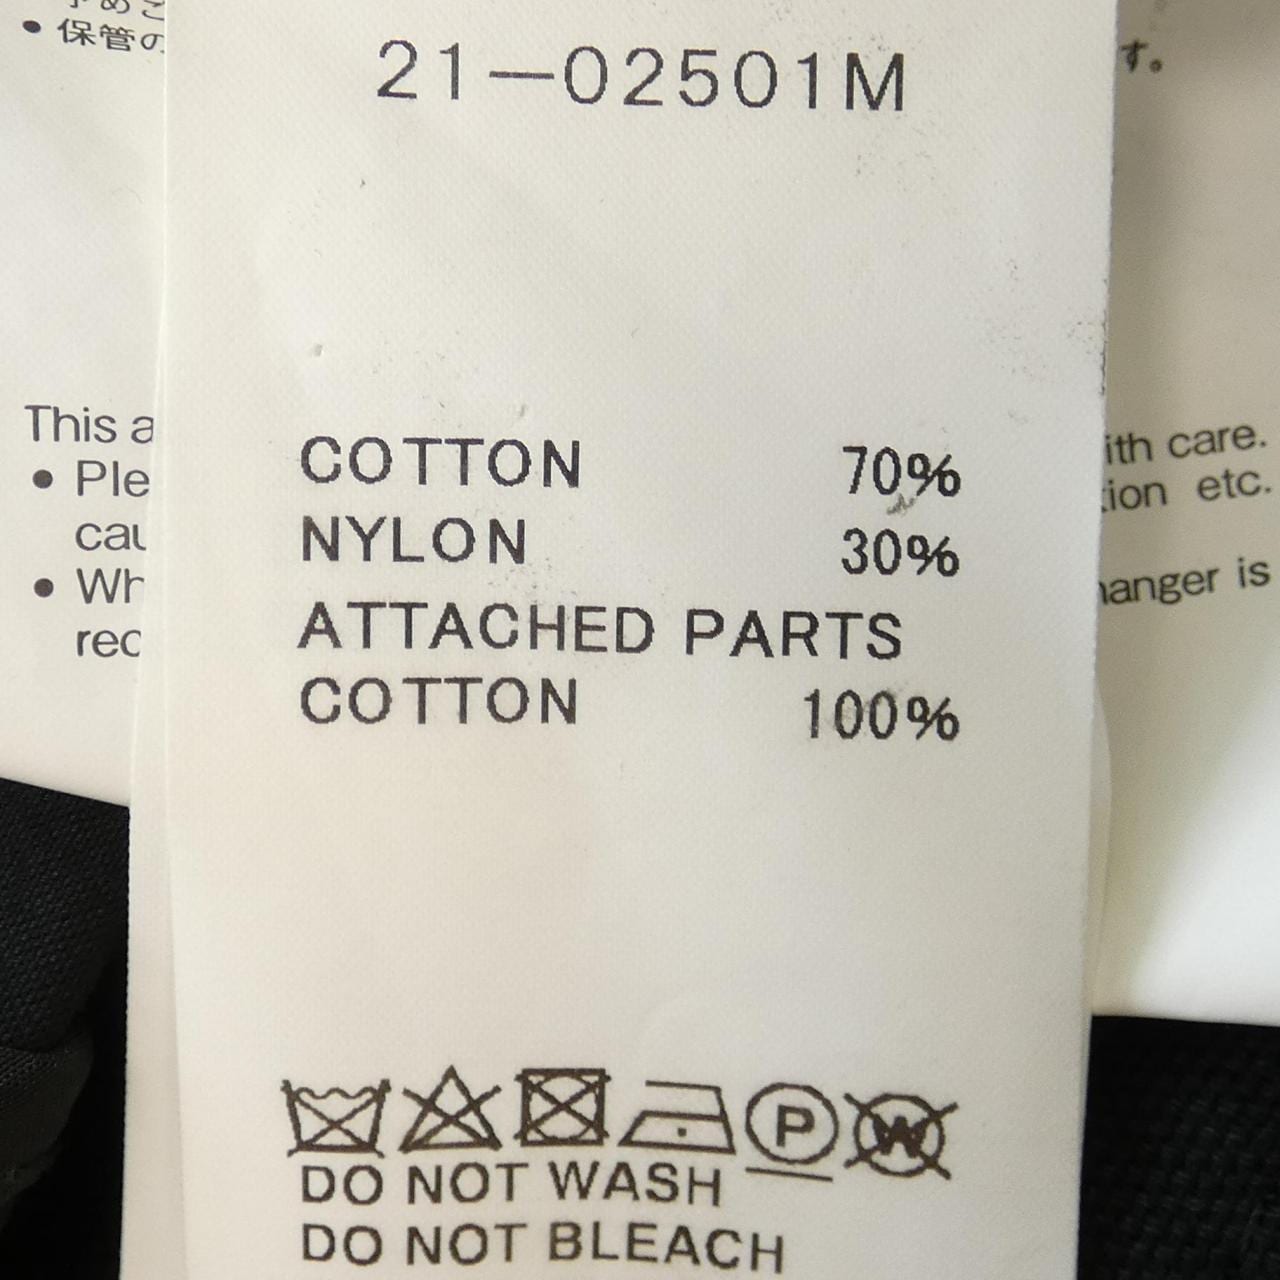 • 保管の
す。
21-02501M
This a
ith care.
• Ple
tion etc.
cau
• Wh
hanger is
rec
COTTON 70%
NYLON 30%
ATTACHED PARTS
COTTON 100%
P
W
DO NOT WASH
DO NOT BLEACH